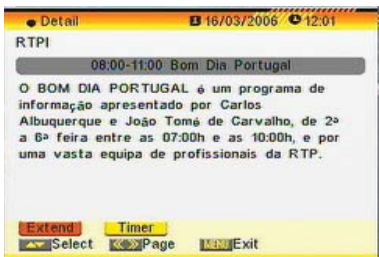 Detail 16/03/2006 12:01
RTPI
08:00-11:00 Bom Dia Portugal
O BOM DIA PORTUGAL é um programa de
informação apresentado por Carlos
Albuquerque e João Tomé de Carvalho, de 2ª
a 6ª feira entre as 07:00h e as 10:00h, e por
uma vasta equipa de profissionais da RTP.
Extend Timer
Select Page MENU Exit